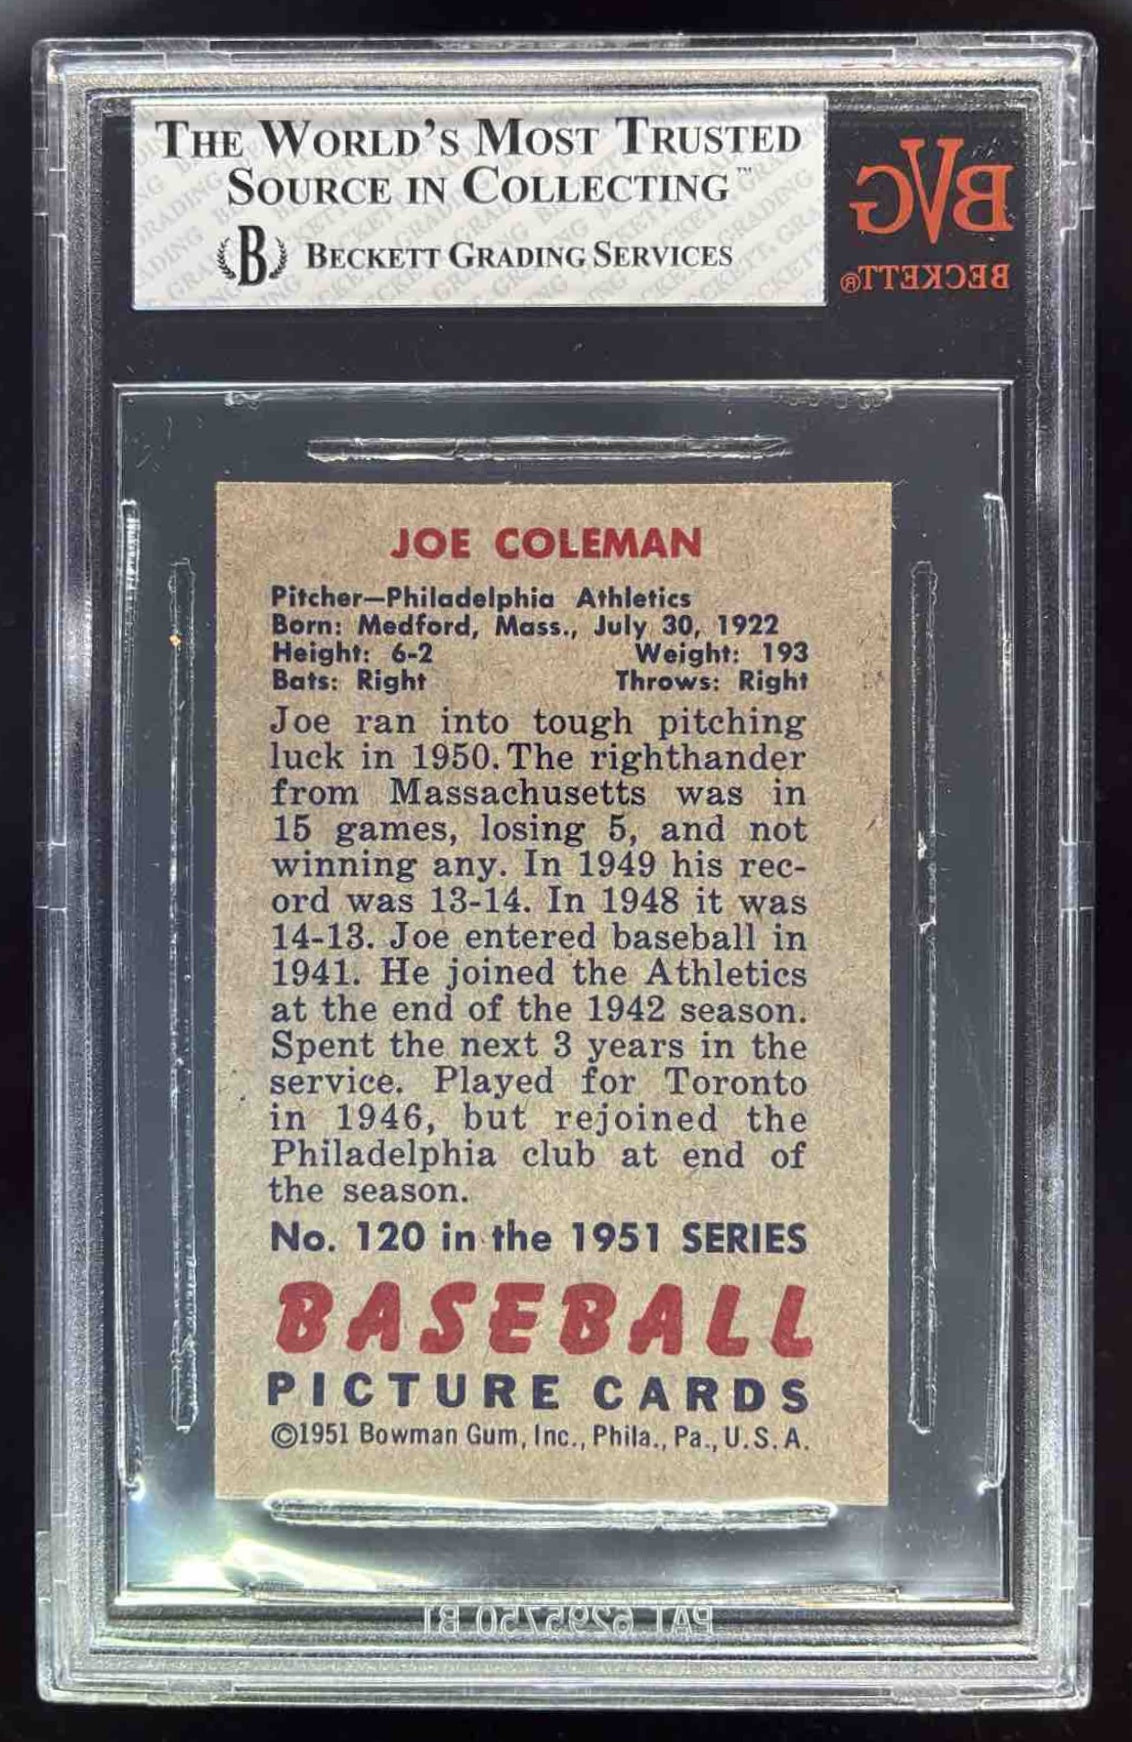 THE WORLD'S MOST TRUSTED
SOURCE IN COLLECTING™
B BECKETT GRADING SERVICES
BVG
BECKETT®
JOE COLEMAN
Pitcher—Philadelphia Athletics
Born: Medford, Mass., July 30, 1922
Height: 6-2 Weight: 193
Bats: Right Throws: Right
Joe ran into tough pitching
luck in 1950. The righthander
from Massachusetts was in
15 games, losing 5, and not
winning any. In 1949 his rec-
ord was 13-14. In 1948 it was
14-13. Joe entered baseball in
1941. He joined the Athletics
at the end of the 1942 season.
Spent the next 3 years in the
service. Played for Toronto
in 1946, but rejoined the
Philadelphia club at end of
the season.
No. 120 in the 1951 SERIES
BASEBALL
PICTURE CARDS
©1951 Bowman Gum, Inc., Phila., Pa., U.S.A.
PAT 6295750 B1